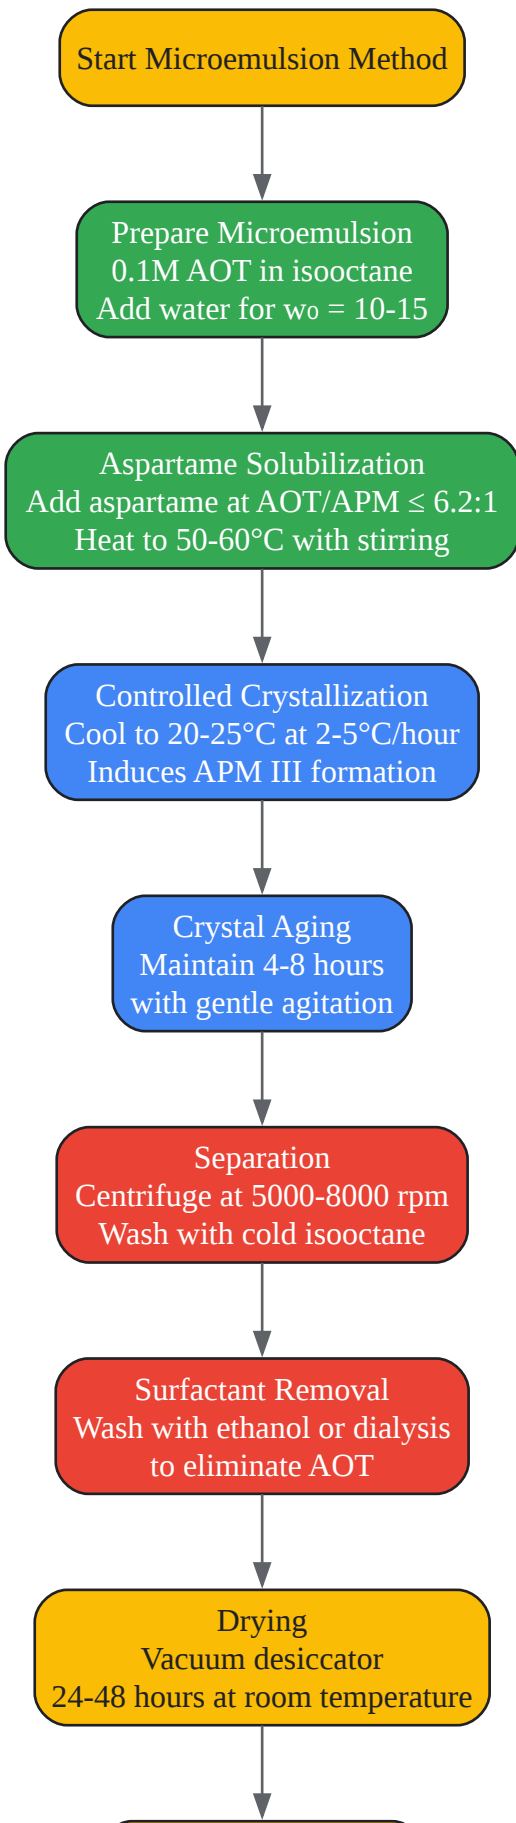 Start Microemulsion Method
Prepare Microemulsion
0.1M AOT in isooctane
Add water for w₀ = 10-15
Aspartame Solubilization
Add aspartame at AOT/APM ≤ 6.2:1
Heat to 50-60°C with stirring
Controlled Crystallization
Cool to 20-25°C at 2-5°C/hour
Induces APM III formation
Crystal Aging
Maintain 4-8 hours
with gentle agitation
Separation
Centrifuge at 5000-8000 rpm
Wash with cold isooctane
Surfactant Removal
Wash with ethanol or dialysis
to eliminate AOT
Drying
Vacuum desiccator
24-48 hours at room temperature